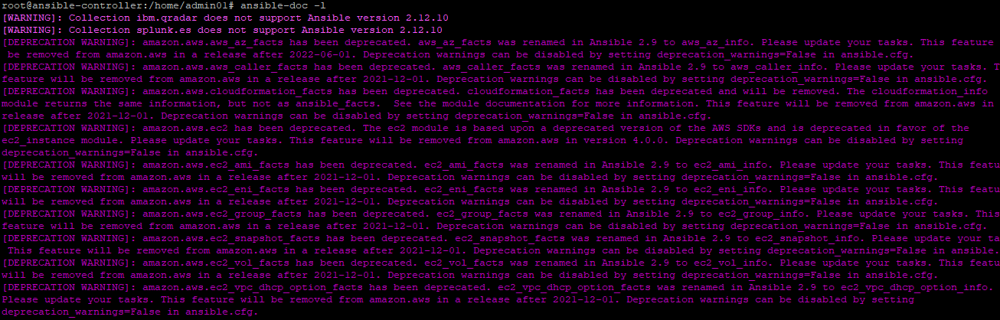 root@ansible-controller:/home/admin01# ansible-doc -l
[WARNING]: Collection ibm.qradar does not support Ansible version 2.12.10
[WARNING]: Collection splunk.es does not support Ansible version 2.12.10
[DEPRECATION WARNING]: amazon.aws.aws_az_facts has been deprecated. aws_az_facts was renamed in Ansible 2.9 to aws_az_info. Please update your tasks. This feature
be removed from amazon.aws in a release after 2022-06-01. Deprecation warnings can be disabled by setting deprecation_warnings=False in ansible.cfg.
[DEPRECATION WARNING]: amazon.aws.aws_caller_facts has been deprecated. aws_caller_facts was renamed in Ansible 2.9 to aws_caller_info. Please update your tasks. T
feature will be removed from amazon.aws in a release after 2021-12-01. Deprecation warnings can be disabled by setting deprecation_warnings=False in ansible.cfg.
[DEPRECATION WARNING]: amazon.aws.cloudformation_facts has been deprecated. cloudformation_facts has been deprecated and will be removed. The cloudformation_info
module returns the same information, but not as ansible_facts.  See the module documentation for more information. This feature will be removed from amazon.aws in
release after 2021-12-01. Deprecation warnings can be disabled by setting deprecation_warnings=False in ansible.cfg.
[DEPRECATION WARNING]: amazon.aws.ec2 has been deprecated. The ec2 module is based upon a deprecated version of the AWS SDKs and is deprecated in favor of the
ec2_instance module. Please update your tasks. This feature will be removed from amazon.aws in version 4.0.0. Deprecation warnings can be disabled by setting
deprecation_warnings=False in ansible.cfg.
[DEPRECATION WARNING]: amazon.aws.ec2_ami_facts has been deprecated. ec2_ami_facts was renamed in Ansible 2.9 to ec2_ami_info. Please update your tasks. This featu
will be removed from amazon.aws in a release after 2021-12-01. Deprecation warnings can be disabled by setting deprecation_warnings=False in ansible.cfg.
[DEPRECATION WARNING]: amazon.aws.ec2_eni_facts has been deprecated. ec2_eni_facts was renamed in Ansible 2.9 to ec2_eni_info. Please update your tasks. This featu
will be removed from amazon.aws in a release after 2021-12-01. Deprecation warnings can be disabled by setting deprecation_warnings=False in ansible.cfg.
[DEPRECATION WARNING]: amazon.aws.ec2_group_facts has been deprecated. ec2_group_facts was renamed in Ansible 2.9 to ec2_group_info. Please update your tasks. This
feature will be removed from amazon.aws in a release after 2021-12-01. Deprecation warnings can be disabled by setting deprecation_warnings=False in ansible.cfg.
[DEPRECATION WARNING]: amazon.aws.ec2_snapshot_facts has been deprecated. ec2_snapshot_facts was renamed in Ansible 2.9 to ec2_snapshot_info. Please update your ta
This feature will be removed from amazon.aws in a release after 2021-12-01. Deprecation warnings can be disabled by setting deprecation_warnings=False in ansible.
[DEPRECATION WARNING]: amazon.aws.ec2_vol_facts has been deprecated. ec2_vol_facts was renamed in Ansible 2.9 to ec2_vol_info. Please update your tasks. This featu
will be removed from amazon.aws in a release after 2021-12-01. Deprecation warnings can be disabled by setting deprecation_warnings=False in ansible.cfg.
[DEPRECATION WARNING]: amazon.aws.ec2_vpc_dhcp_option_facts has been deprecated. ec2_vpc_dhcp_option_facts was renamed in Ansible 2.9 to ec2_vpc_dhcp_option_info.
Please update your tasks. This feature will be removed from amazon.aws in a release after 2021-12-01. Deprecation warnings can be disabled by setting
deprecation_warnings=False in ansible.cfg.